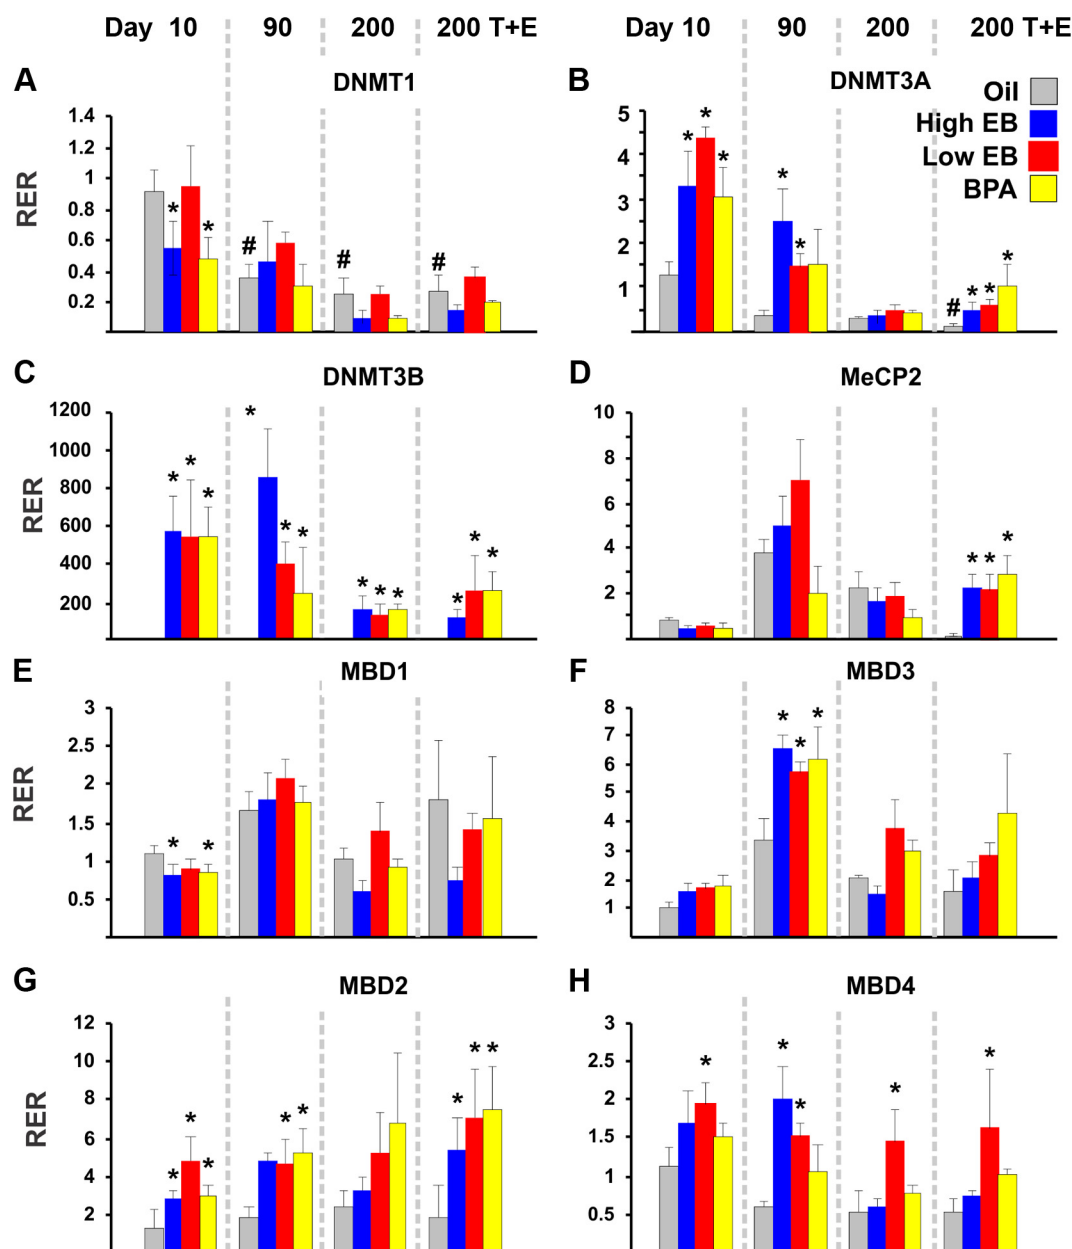 Day 10 90 200 200 T+E Day 10 90 200 200 T+E
A DNMT1 B DNMT3A
Oil
High EB
Low EB
BPA
RER
1.4
1.2
1
0.8
0.6
0.4
0.2
* * # # #
5
4
3
2
1
* * * * * # * * *
C DNMT3B D MeCP2
RER
1200
1000
800
600
400
200
* * * * * * * * * * * *
10
8
6
4
2
* * *
E MBD1 F MBD3
RER
3
2.5
2
1.5
1
0.5
* *
8
7
6
5
4
3
2
1
* * *
G MBD2 H MBD4
RER
12
10
8
6
4
2
* * * * * * * *
3
2.5
2
1.5
1
0.5
* * * * *